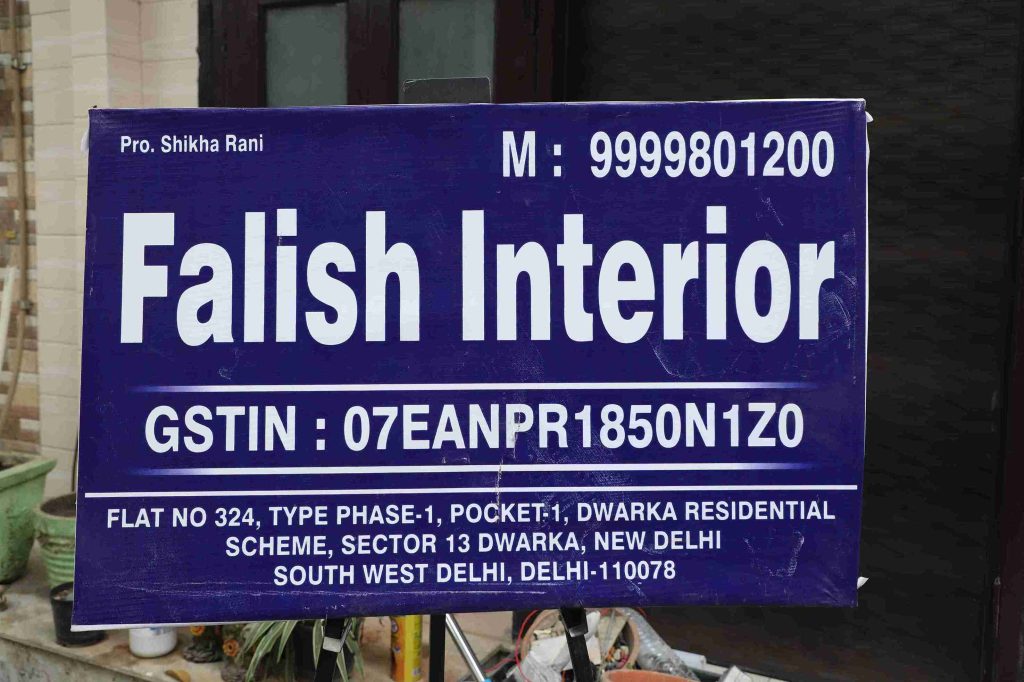 Pro. Shikha Rani
M : 9999801200
Falish Interior
GSTIN : 07EANPR1850N1Z0
FLAT NO 324, TYPE PHASE-1, POCKET-1, DWARKA RESIDENTIAL
SCHEME, SECTOR 13 DWARKA, NEW DELHI
SOUTH WEST DELHI, DELHI-110078